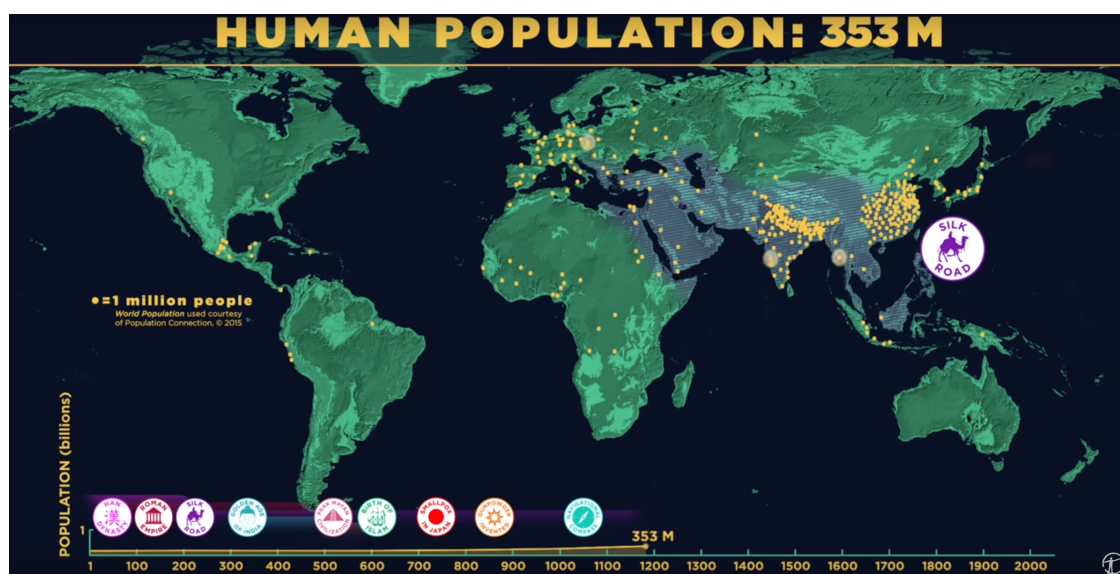 HUMAN POPULATION: 353 M
SILK
ROAD
=1 million people
World Population used courtesy
of Population Connection, © 2015
POPULATION (billions)
HAN
漢
DYNASTY
ROMAN
EMPIRE
SILK
ROAD
GOLDEN AGE
OF INDIA
PEAK MAYAN
CIVILIZATION
BIRTH OF
ISLAM
SMALLPOX
IN JAPAN
GUNPOWDER
INVENTED
NAVIGATIONAL
COMPASS
1
353 M
1 100 200 300 400 500 600 700 800 900 1000 1100 1200 1300 1400 1500 1600 1700 1800 1900 2000